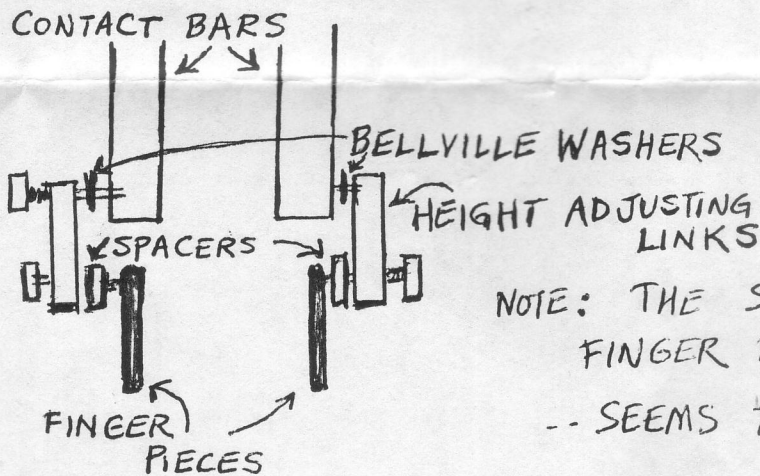 CONTACT BARS
BELLVILLE WASHERS
HEIGHT ADJUSTING
LINKS
SPACERS
NOTE: THE
FINGER
-- SEEMS
FINGER
PIECES